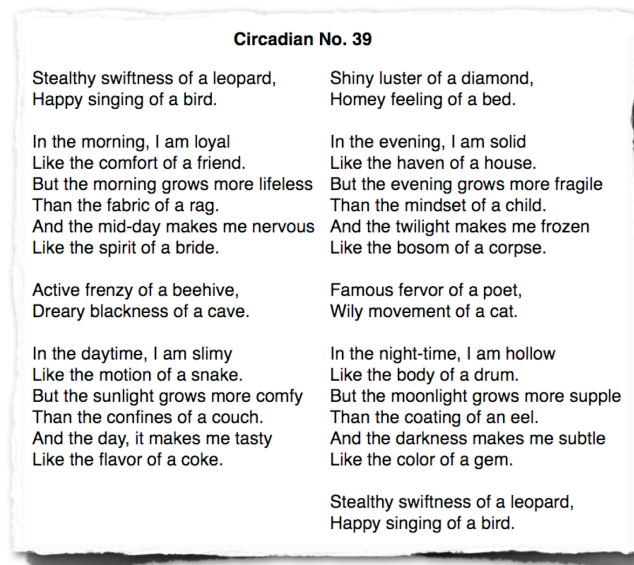 Circadian No. 39
Stealthy swiftness of a leopard,
Happy singing of a bird.
In the morning, I am loyal
Like the comfort of a friend.
But the morning grows more lifeless
Than the fabric of a rag.
And the mid-day makes me nervous
Like the spirit of a bride.
Active frenzy of a beehive,
Dreary blackness of a cave.
In the daytime, I am slimy
Like the motion of a snake.
But the sunlight grows more comfy
Than the confines of a couch.
And the day, it makes me tasty
Like the flavor of a coke.
Shiny luster of a diamond,
Homey feeling of a bed.
In the evening, I am solid
Like the haven of a house.
But the evening grows more fragile
Than the mindset of a child.
And the twilight makes me frozen
Like the bosom of a corpse.
Famous fervor of a poet,
Wily movement of a cat.
In the night-time, I am hollow
Like the body of a drum.
But the moonlight grows more supple
Than the coating of an eel.
And the darkness makes me subtle
Like the color of a gem.
Stealthy swiftness of a leopard,
Happy singing of a bird.